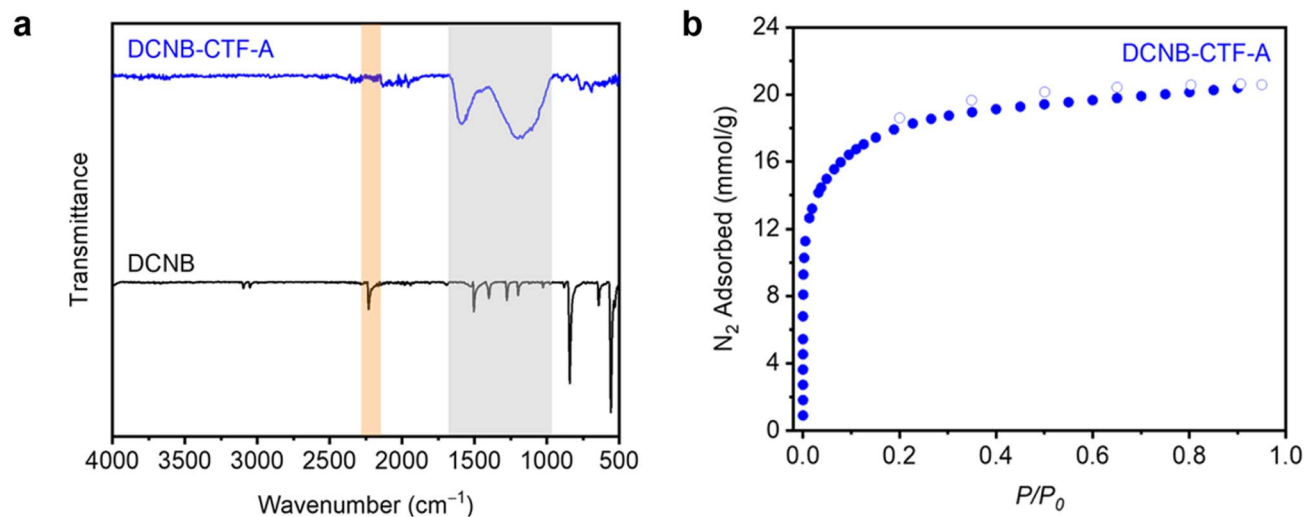 a
DCNB-CTF-A
DCNB
Transmittance
4000 3500 3000 2500 2000 1500 1000 500
Wavenumber (cm⁻¹)
b
DCNB-CTF-A
N₂ Adsorbed (mmol/g)
24
20
16
12
8
4
0
0.0 0.2 0.4 0.6 0.8 1.0
P/P₀